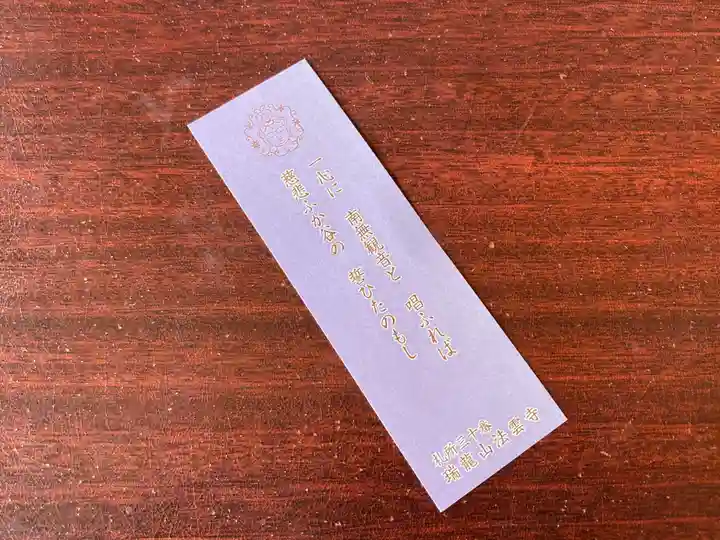 一心に 南無観音と 唱ふれば
慈悲ふか谷の 誓ひたのもし
札所三十番
瑞龍山法雲寺